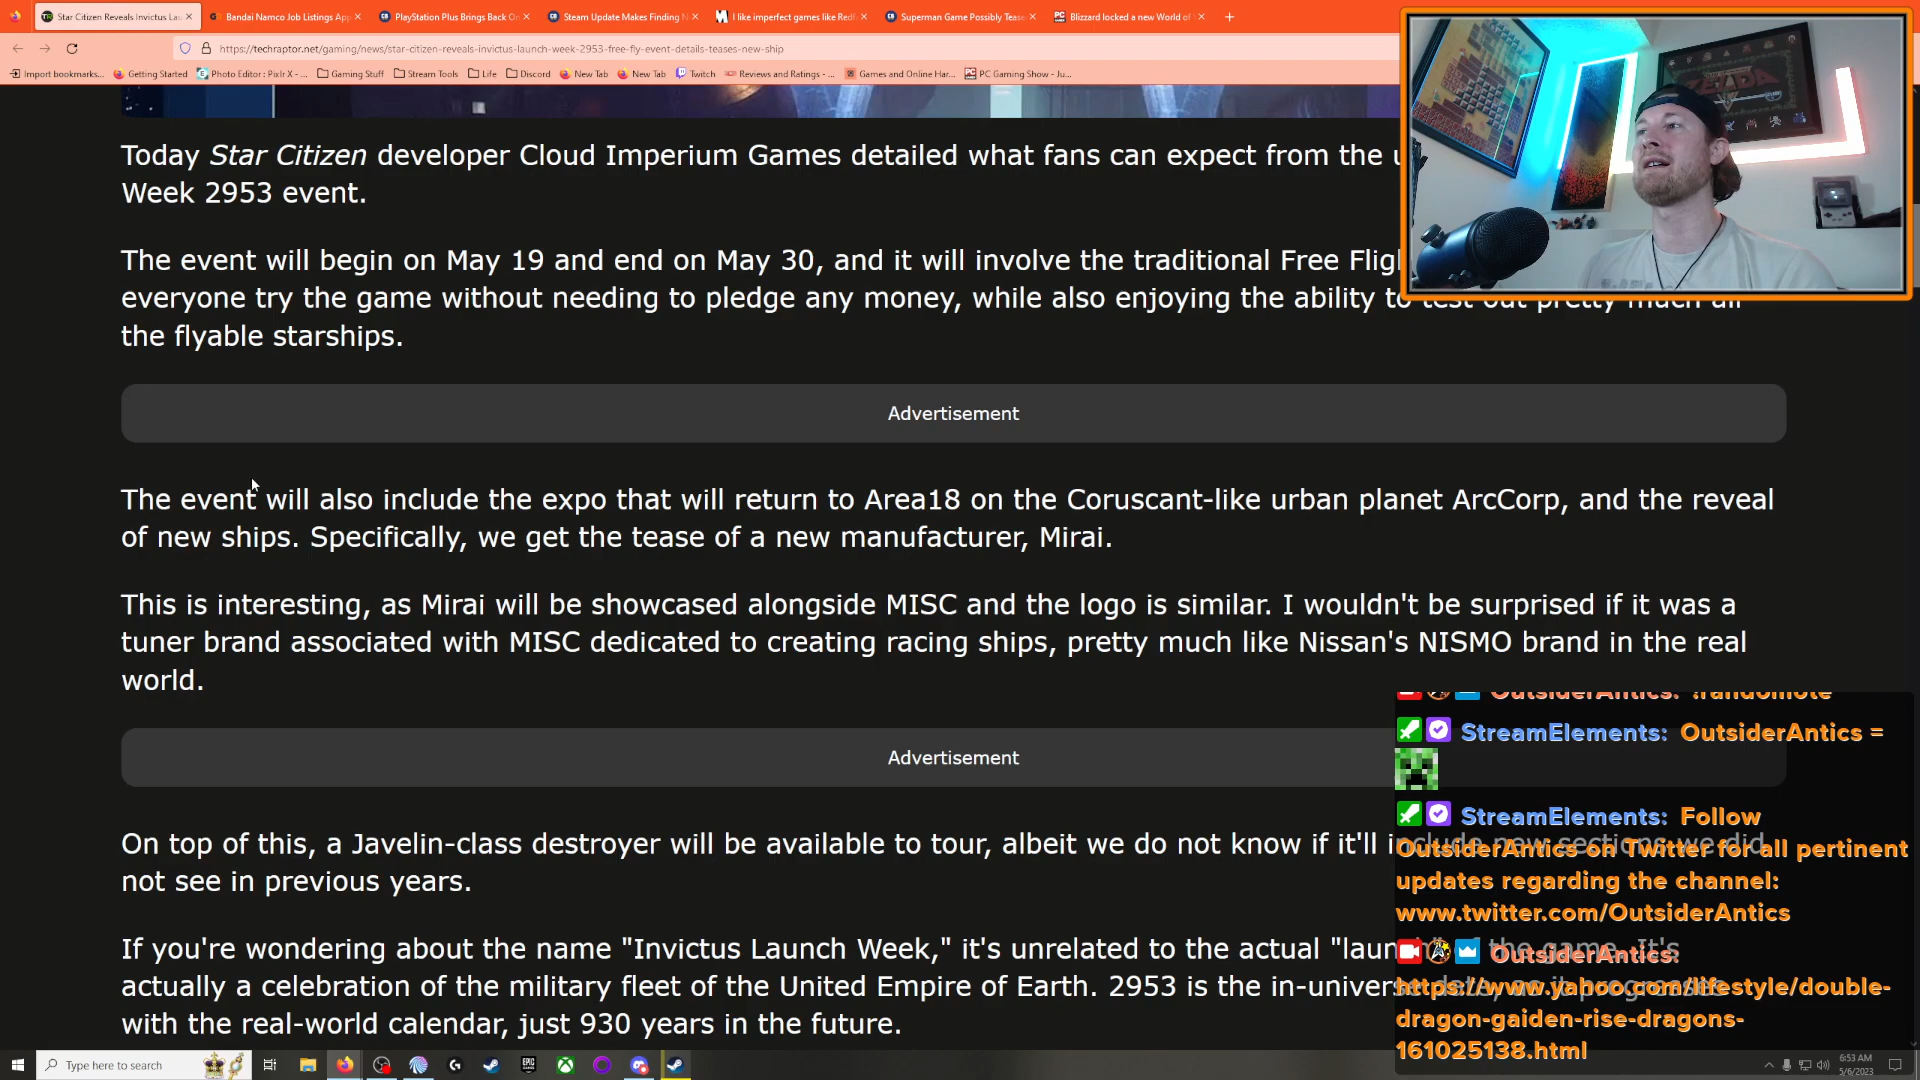 Star Citizen Reveals Invictus Lau
Bandai Namco Job Listings App
PlayStation Plus Brings Back O
Steam Update Makes Finding N
I like imperfect games like Redf
Superman Game Possibly Tease
Blizzard locked a new World of
https://techraptor.net/gaming/news/star-citizen-reveals-invictus-launch-week-2953-free-fly-event-details-teases-new-ship
Import bookmarks...
Getting Started
Photo Editor : Pixlr X - ...
Gaming Stuff
Stream Tools
Life
Discord
New Tab
New Tab
Twitch
Reviews and Ratings - ...
Games and Online Har...
PC Gaming Show - Ju...
Today Star Citizen developer Cloud Imperium Games detailed what fans can expect from the
Week 2953 event.
The event will begin on May 19 and end on May 30, and it will involve the traditional Free
everyone try the game without needing to pledge any money, while also enjoying the ability to test out pretty much all
the flyable starships.
Advertisement
The event will also include the expo that will return to Area18 on the Coruscant-like urban planet ArcCorp, and the reveal
of new ships. Specifically, we get the tease of a new manufacturer, Mirai.
This is interesting, as Mirai will be showcased alongside MISC and the logo is similar. I wouldn't be surprised if it was a
tuner brand associated with MISC dedicated to creating racing ships, pretty much like Nissan's NISMO brand in the real
world.
Advertisement
On top of this, a Javelin-class destroyer will be available to tour, albeit we do not know if it'll include new sections we did
not see in previous years.
If you're wondering about the name "Invictus Launch Week," it's unrelated to the actual "launch" of the game. It's
actually a celebration of the military fleet of the United Empire of Earth. 2953 is the in-universe
with the real-world calendar, just 930 years in the future.
OutsiderAntics: !randomote
StreamElements: OutsiderAntics =
StreamElements: Follow
OutsiderAntics on Twitter for all pertinent
updates regarding the channel:
www.twitter.com/OutsiderAntics
OutsiderAntics:
https://www.yahoo.com/lifestyle/double-
dragon-gaiden-rise-dragons-
161025138.html
Type here to search
6:53 AM
5/6/2023